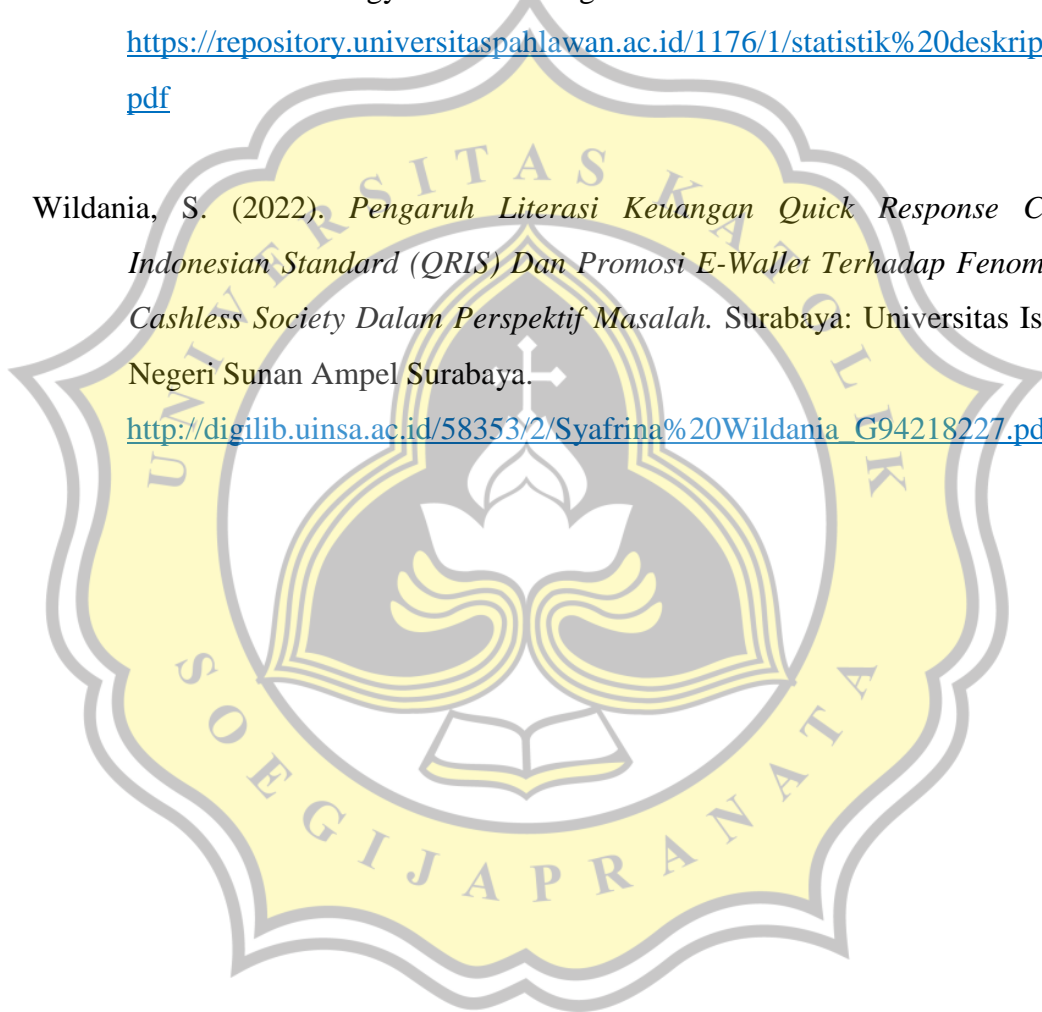 https://repository.universitaspahlawan.ac.id/1176/1/statistik%20deskrip
pdf
Wildania, S. (2022). Pengaruh Literasi Keuangan Quick Response C
Indonesian Standard (QRIS) Dan Promosi E-Wallet Terhadap Fenom
Cashless Society Dalam Perspektif Masalah. Surabaya: Universitas Is
Negeri Sunan Ampel Surabaya.
http://digilib.uinsa.ac.id/58353/2/Syafrina%20Wildania_G94218227.pd
UNIVERSITAS KATOLIK
SOEGIJAPRANATA